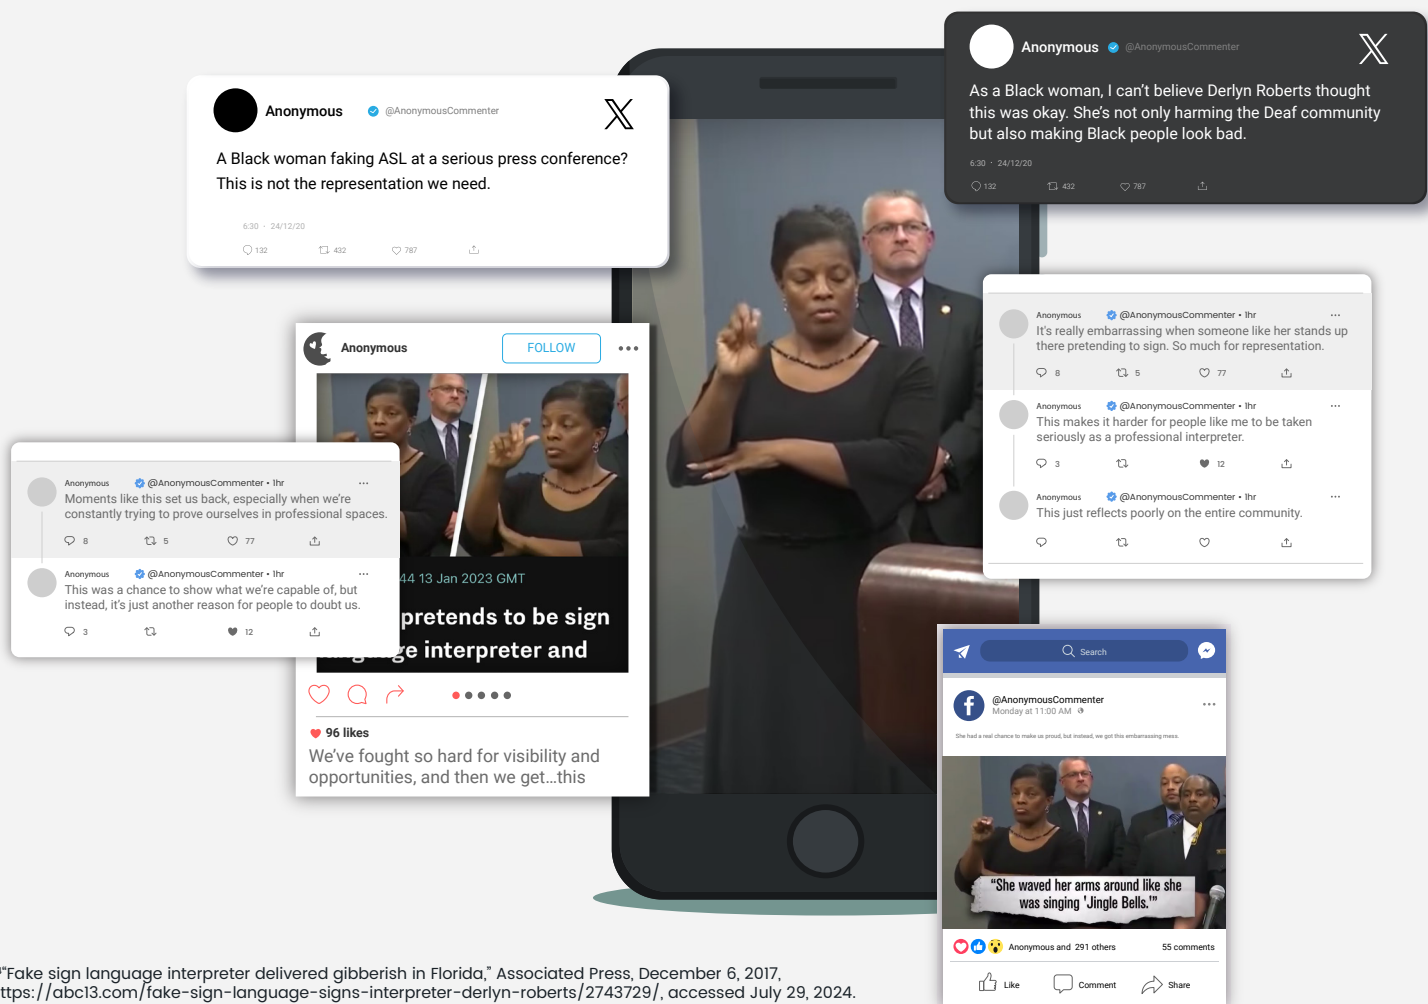 Anonymous @AnonymousCommenter
A Black woman faking ASL at a serious press conference?
This is not the representation we need.
6:30 · 24/12/20
132 432 787
Anonymous @AnonymousCommenter
As a Black woman, I can’t believe Derlyn Roberts thought
this was okay. She’s not only harming the Deaf community
but also making Black people look bad.
6:30 · 24/12/20
132 432 787
Anonymous
FOLLOW
44 13 Jan 2023 GMT
pretends to be sign
language interpreter and
96 likes
We’ve fought so hard for visibility and
opportunities, and then we get...this
Anonymous @AnonymousCommenter • 1hr
Moments like this set us back, especially when we’re
constantly trying to prove ourselves in professional spaces.
8 5 77
Anonymous @AnonymousCommenter • 1hr
This was a chance to show what we’re capable of, but
instead, it’s just another reason for people to doubt us.
3 12
Anonymous @AnonymousCommenter • 1hr
It's really embarrassing when someone like her stands up
there pretending to sign. So much for representation.
8 5 77
Anonymous @AnonymousCommenter • 1hr
This makes it harder for people like me to be taken
seriously as a professional interpreter.
3 12
Anonymous @AnonymousCommenter • 1hr
This just reflects poorly on the entire community.
Search
@AnonymousCommenter
Monday at 11:00 AM
She had a real chance to make us proud, but instead, we got this embarrassing mess.
“She waved her arms around like she
was singing 'Jingle Bells.'”
Anonymous and 291 others 55 comments
Like Comment Share
“Fake sign language interpreter delivered gibberish in Florida,” Associated Press, December 6, 2017,
ttps://abc13.com/fake-sign-language-signs-interpreter-derlyn-roberts/2743729/, accessed July 29, 2024.